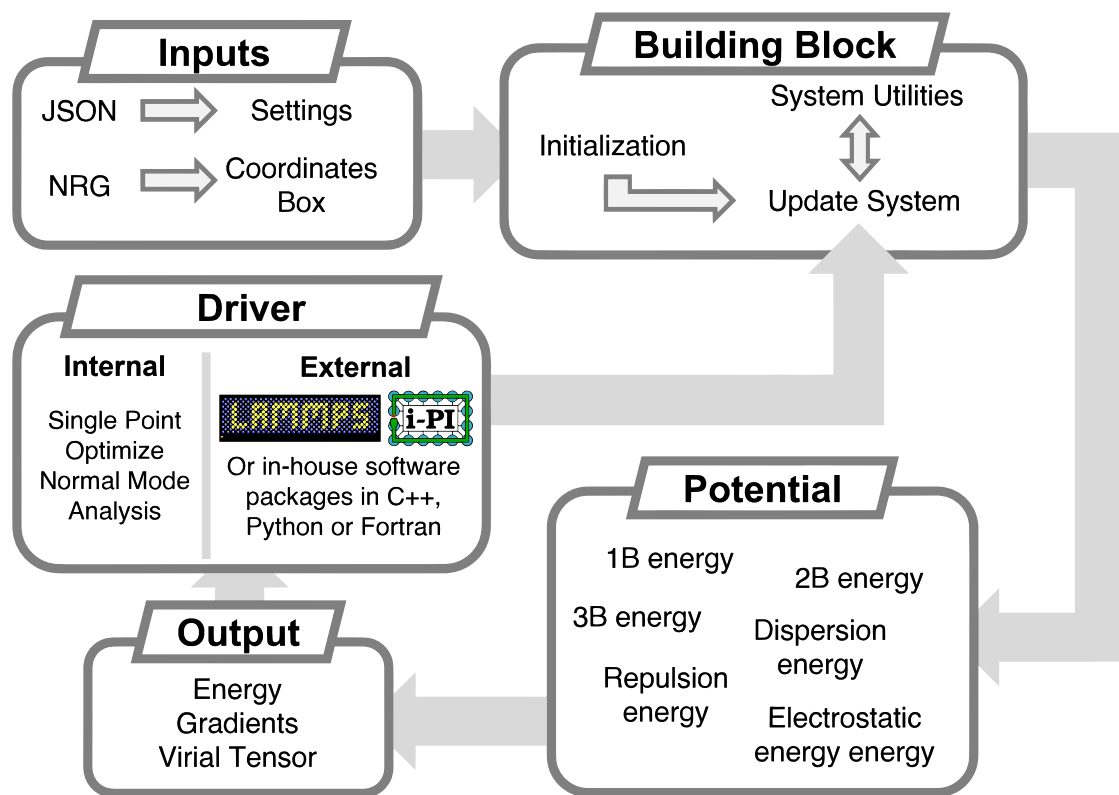 Inputs
JSON
Settings
NRG
Coordinates
Box
Building Block
System Utilities
Initialization
Update System
Driver
Internal
Single Point
Optimize
Normal Mode
Analysis
External
LAMMPS
i-PI
Or in-house software
packages in C++,
Python or Fortran
Potential
1B energy
2B energy
3B energy
Dispersion
energy
Repulsion
energy
Electrostatic
energy energy
Output
Energy
Gradients
Virial Tensor